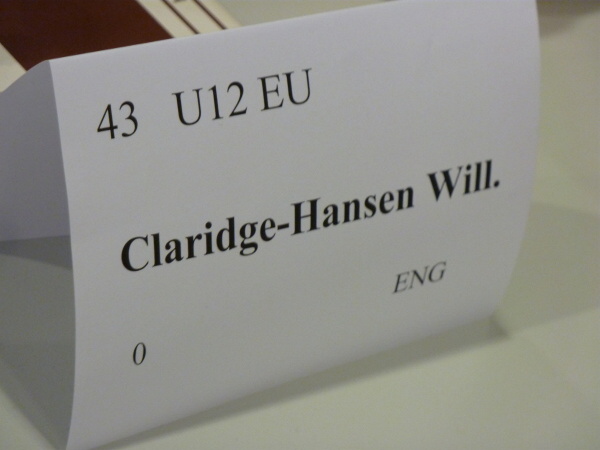 43 U12 EU
Claridge-Hansen Will.
ENG
0